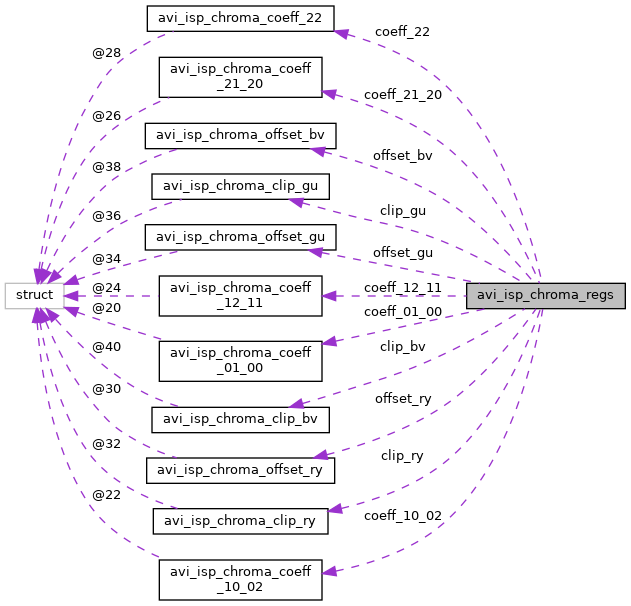 avi_isp_chroma_coeff_22
coeff_22
@28
avi_isp_chroma_coeff
_21_20
coeff_21_20
@26
avi_isp_chroma_offset_bv
offset_bv
@38
avi_isp_chroma_clip_gu
clip_gu
@36
avi_isp_chroma_offset_gu
offset_gu
@34
struct
@24
avi_isp_chroma_coeff
_12_11
coeff_12_11
avi_isp_chroma_regs
@20
coeff_01_00
avi_isp_chroma_coeff
_01_00
@40
clip_bv
avi_isp_chroma_clip_bv
@30
offset_ry
avi_isp_chroma_offset_ry
@32
clip_ry
avi_isp_chroma_clip_ry
@22
coeff_10_02
avi_isp_chroma_coeff
_10_02